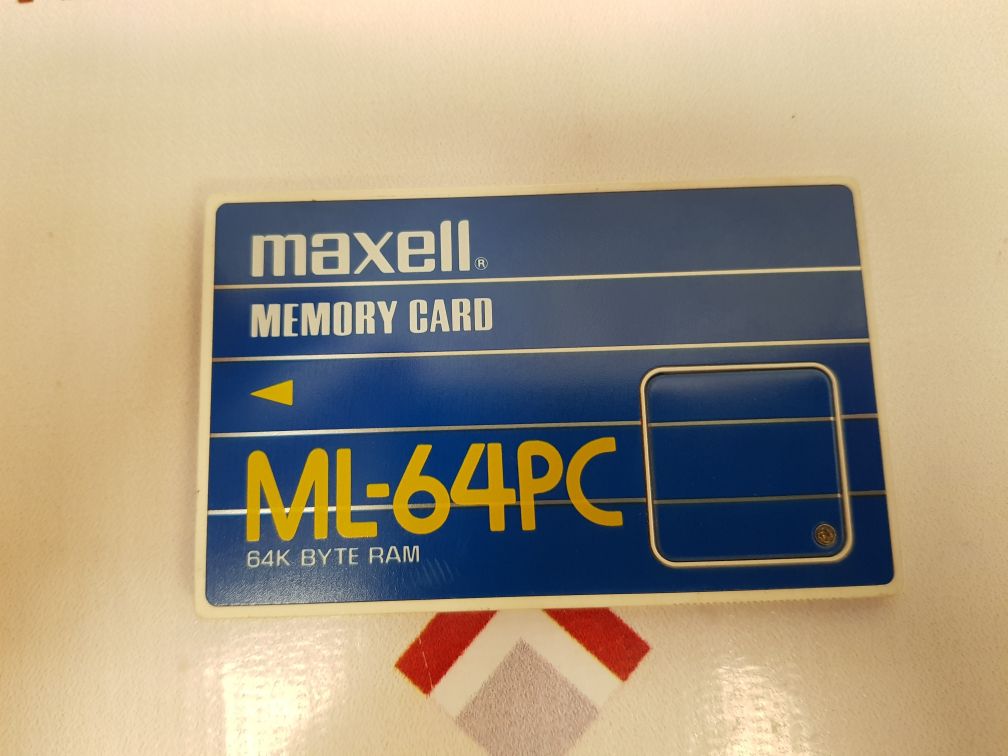 maxell®
MEMORY CARD
ML-64PC
64K BYTE RAM